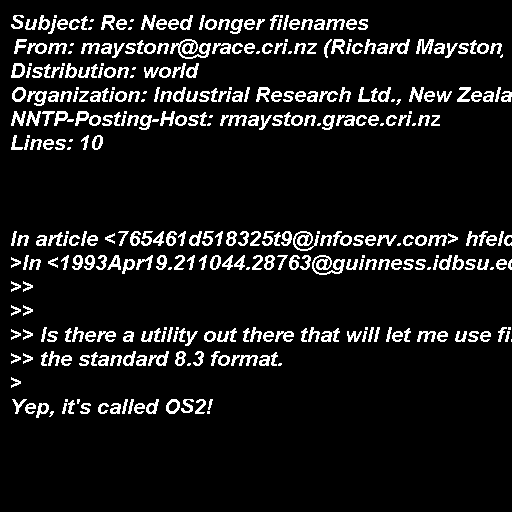 Subject: Re: Need longer filenames
From: maystonr@grace.cri.nz (Richard Mayston)
Distribution: world
Organization: Industrial Research Ltd., New Zeala
NNTP-Posting-Host: rmayston.grace.cri.nz
Lines: 10
In article <765461d518325t9@infoserv.com> hfeld
>In <1993Apr19.211044.28763@guinness.idbsu.ed
>>
>>
>> Is there a utility out there that will let me use fi
>> the standard 8.3 format.
>
Yep, it's called OS2!